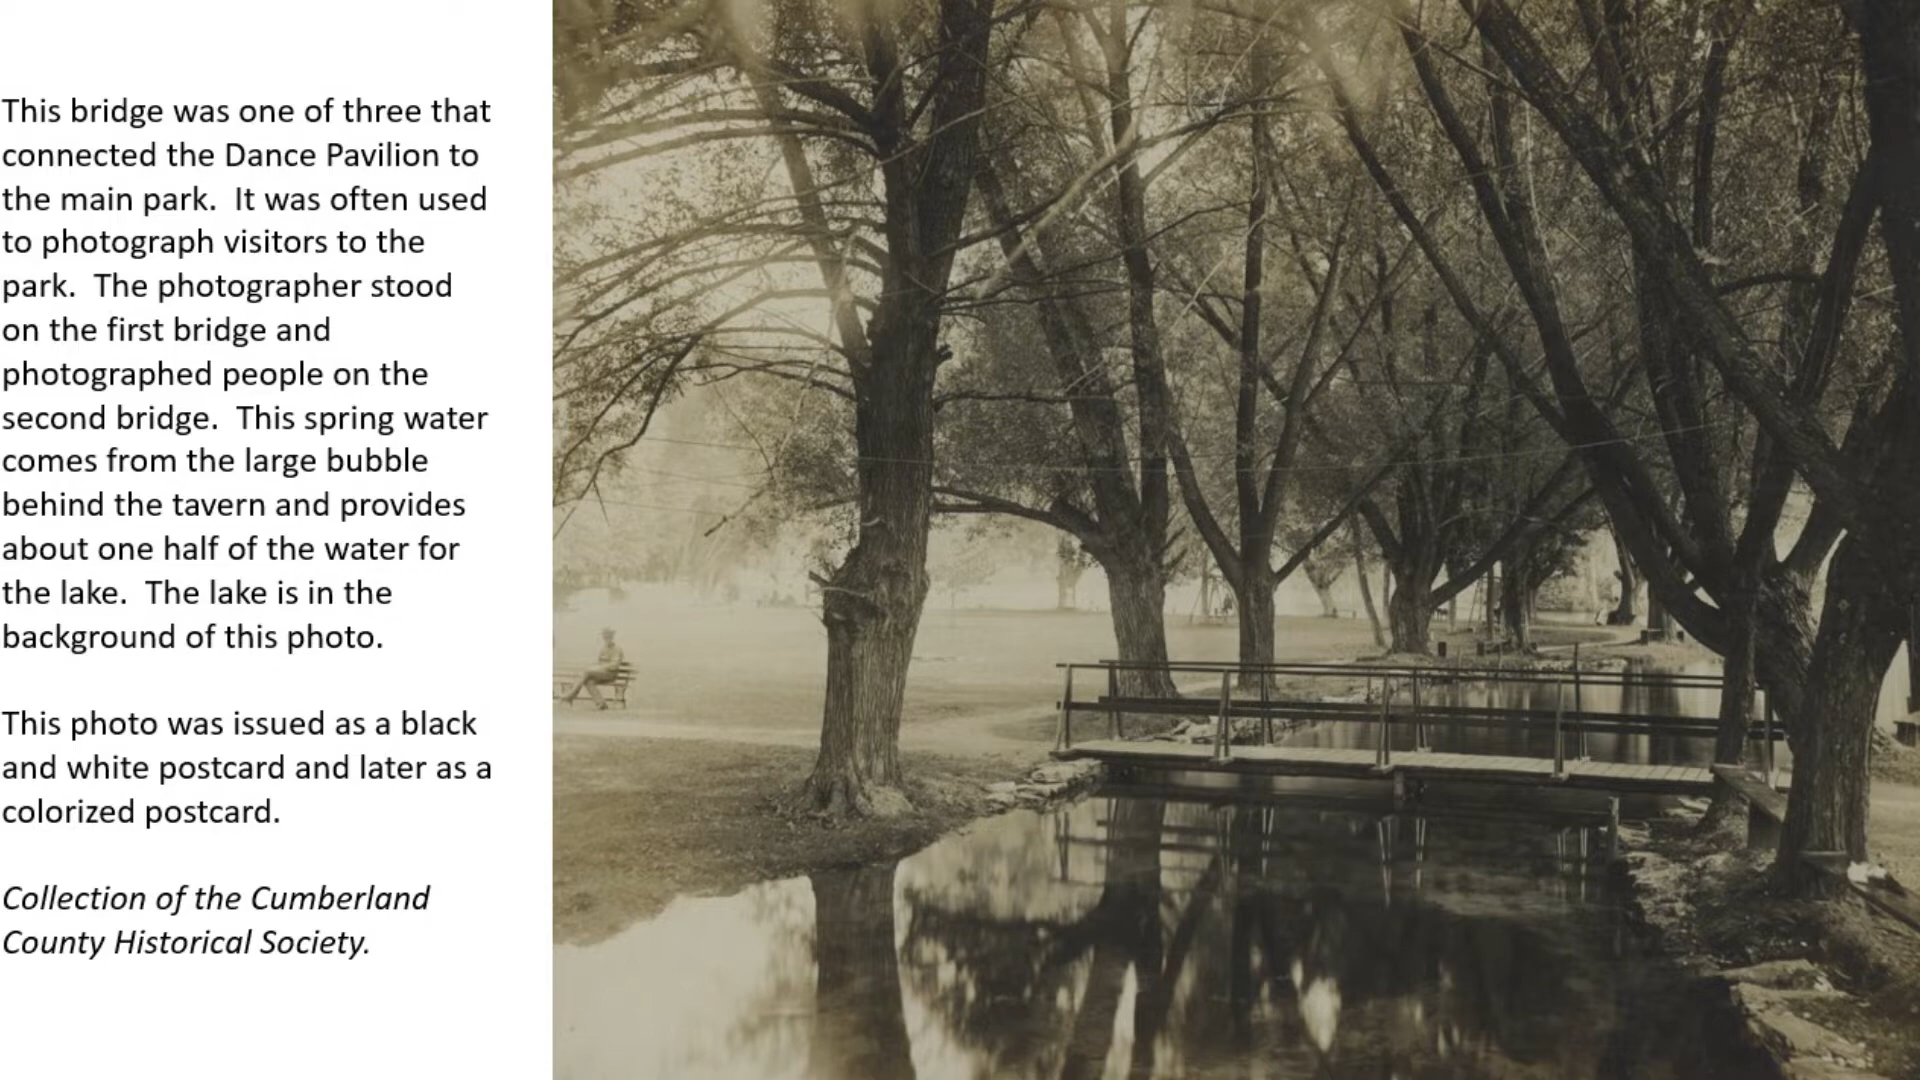 This bridge was one of three that
connected the Dance Pavilion to
the main park.  It was often used
to photograph visitors to the
park.  The photographer stood
on the first bridge and
photographed people on the
second bridge.  This spring water
comes from the large bubble
behind the tavern and provides
about one half of the water for
the lake.  The lake is in the
background of this photo.
This photo was issued as a black
and white postcard and later as a
colorized postcard.
Collection of the Cumberland
County Historical Society.